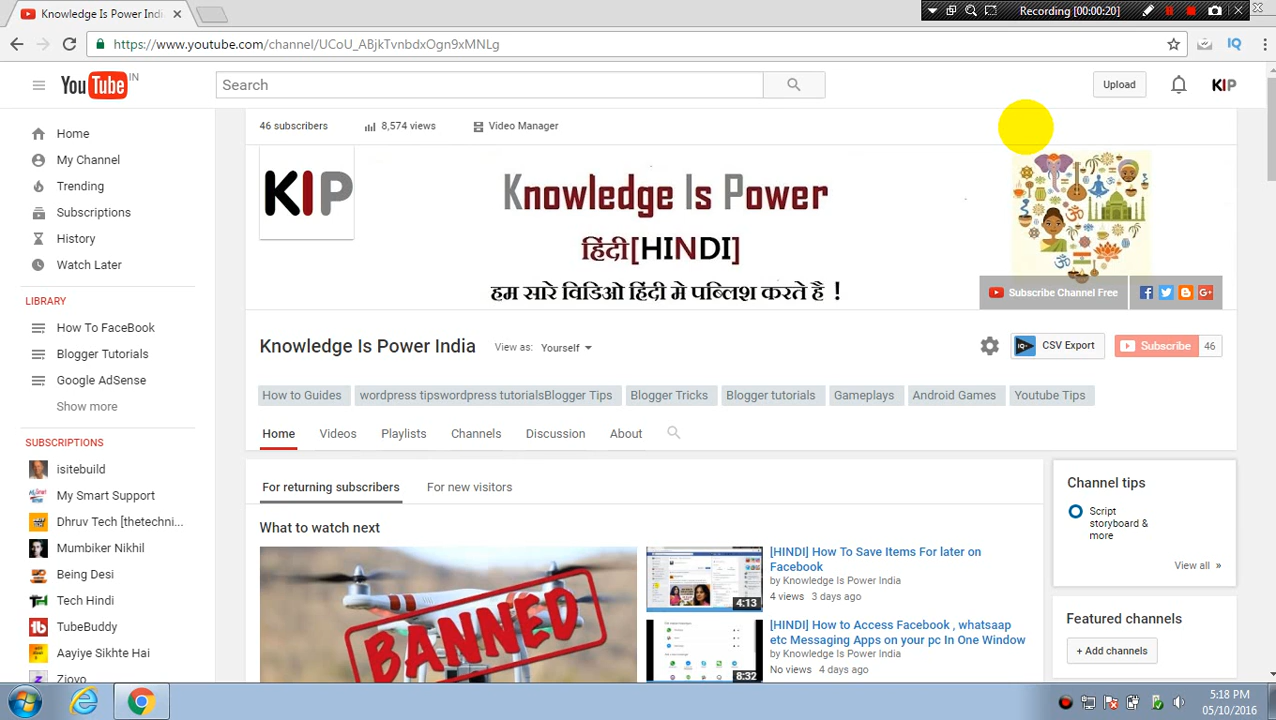 Knowledge Is Power Indi
Recording [00:00:20]
https://www.youtube.com/channel/UCoU_ABjkTvnbdxOgn9xMNLg
IQ
YouTube IN
Search
Upload
KIP
Home
My Channel
Trending
Subscriptions
History
Watch Later
LIBRARY
How To FaceBook
Blogger Tutorials
Google AdSense
Show more
SUBSCRIPTIONS
isitebuild
My Smart Support
Dhruv Tech [thetechni...
Mumbiker Nikhil
Being Desi
Tech Hindi
TubeBuddy
Aayiye Sikhte Hai
Ziovo
46 subscribers
8,574 views
Video Manager
KIP
Knowledge Is Power
हिंदी[HINDI]
हम सारे विडिओ हिंदी मे पब्लिश करते है !
Subscribe Channel Free
Knowledge Is Power India
View as: Yourself
CSV Export
Subscribe 46
How to Guides
wordpress tipswordpress tutorialsBlogger Tips
Blogger Tricks
Blogger tutorials
Gameplays
Android Games
Youtube Tips
Home
Videos
Playlists
Channels
Discussion
About
For returning subscribers
For new visitors
What to watch next
BANNED
[HINDI] How To Save Items For later on
Facebook
by Knowledge Is Power India
4 views 3 days ago
4:13
[HINDI] How to Access Facebook , whatsaap
etc Messaging Apps on your pc In One Window
by Knowledge Is Power India
No views 4 days ago
8:32
Channel tips
Script
storyboard &
more
View all »
Featured channels
+ Add channels
5:18 PM
05/10/2016